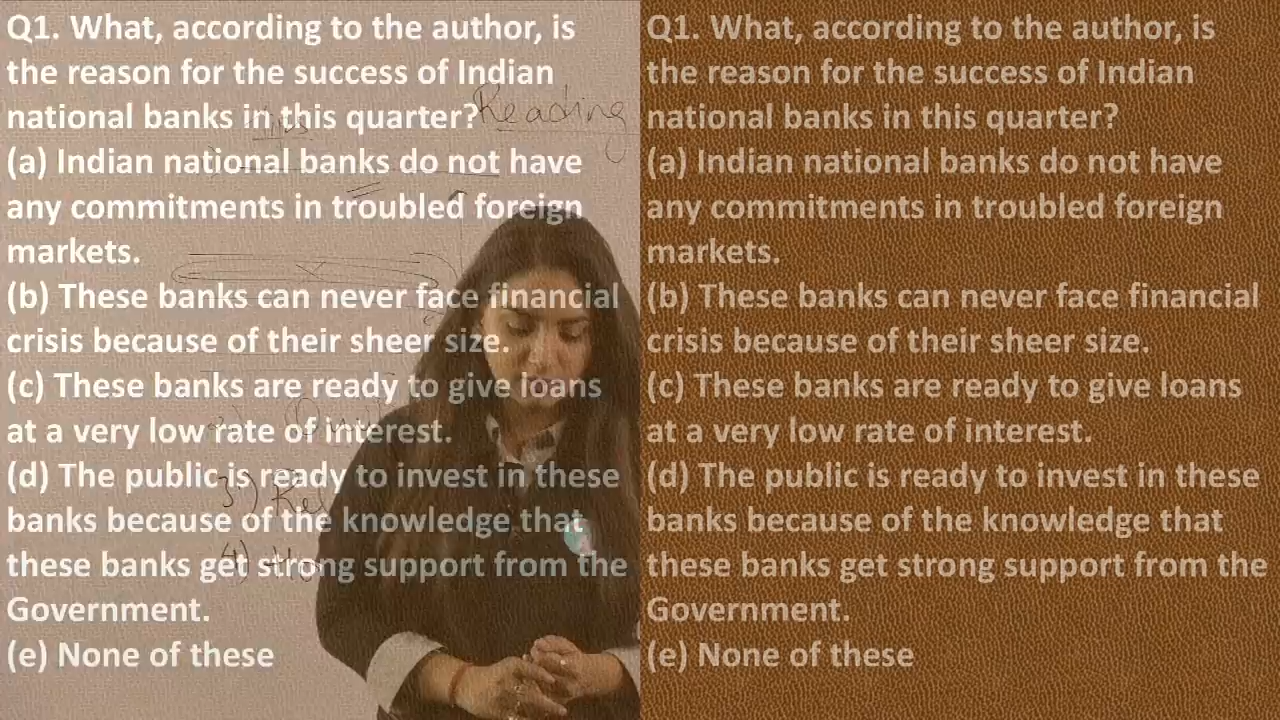 Q1. What, according to the author, is
the reason for the success of Indian
national banks in this quarter?
(a) Indian national banks do not have
any commitments in troubled foreign
markets.
(b) These banks can never face financial
crisis because of their sheer size.
(c) These banks are ready to give loans
at a very low rate of interest.
(d) The public is ready to invest in these
banks because of the knowledge that
these banks get strong support from the
Government.
(e) None of these
Reading
3)
4)
Q1. What, according to the author, is
the reason for the success of Indian
national banks in this quarter?
(a) Indian national banks do not have
any commitments in troubled foreign
markets.
(b) These banks can never face financial
crisis because of their sheer size.
(c) These banks are ready to give loans
at a very low rate of interest.
(d) The public is ready to invest in these
banks because of the knowledge that
these banks get strong support from the
Government.
(e) None of these